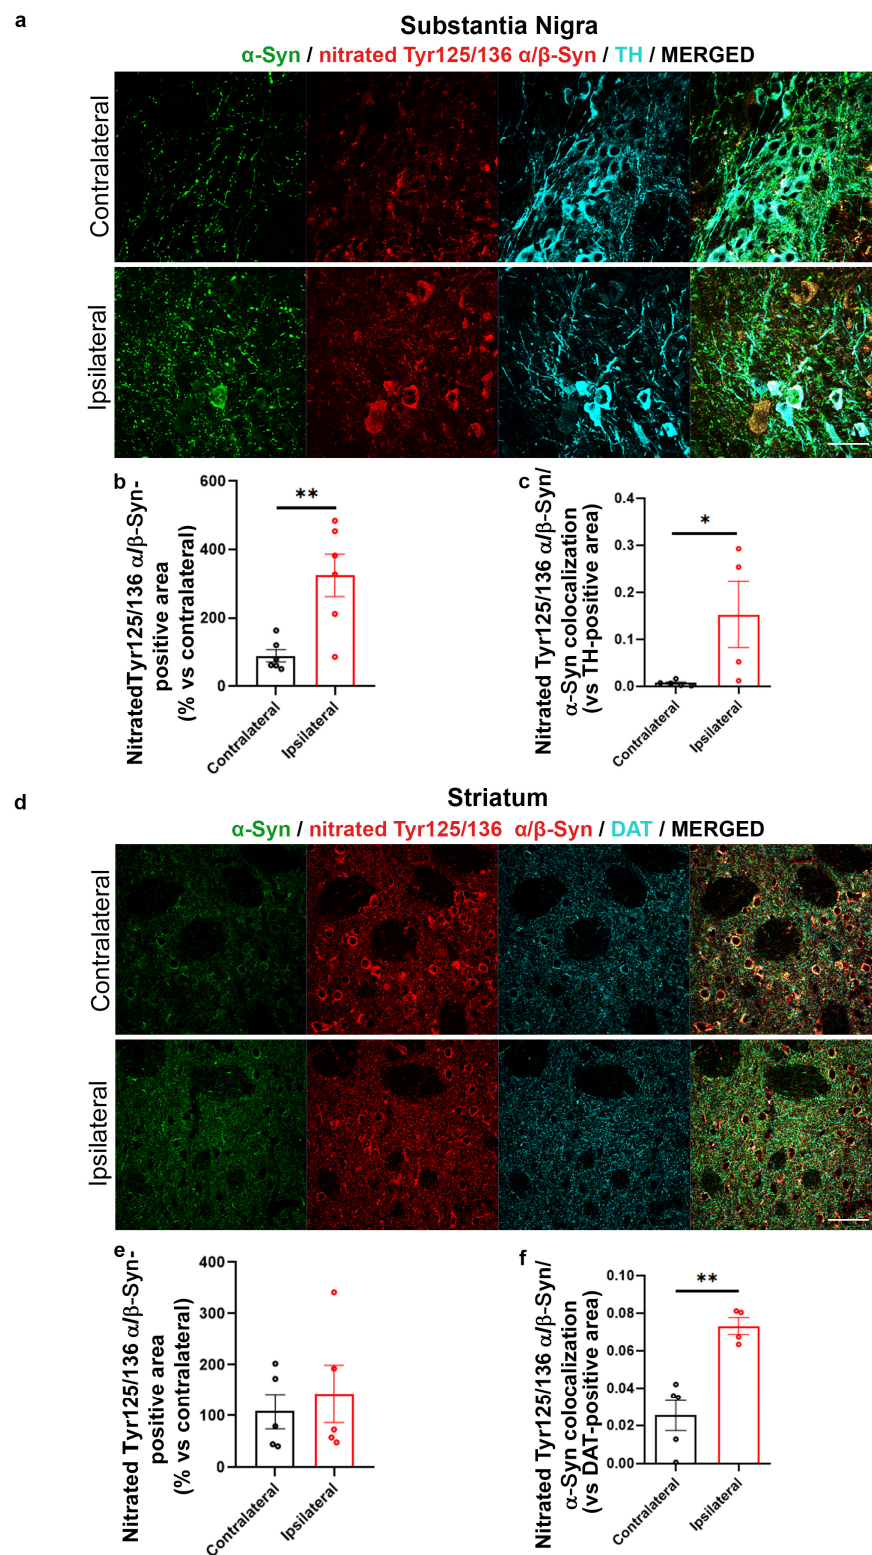 a
Substantia Nigra
α-Syn / nitrated Tyr125/136 α/β-Syn / TH / MERGED
Contralateral
Ipsilateral
b
NitratedTyr125/136 α/β-Syn-
positive area
(% vs contralateral)
600
400
200
0
**
Contralateral
Ipsilateral
c
Nitrated Tyr125/136 α/β-Syn/
α-Syn colocalization
(vs TH-positive area)
0.4
0.3
0.2
0.1
0.0
*
Contralateral
Ipsilateral
d
Striatum
α-Syn / nitrated Tyr125/136 α/β-Syn / DAT / MERGED
Contralateral
Ipsilateral
e
Nitrated Tyr125/136 α/β-Syn-
positive area
(% vs contralateral)
400
300
200
100
0
Contralateral
Ipsilateral
f
Nitrated Tyr125/136 α/β-Syn/
α-Syn colocalization
(vs DAT-positive area)
0.10
0.08
0.06
0.04
0.02
0.00
**
Contralateral
Ipsilateral